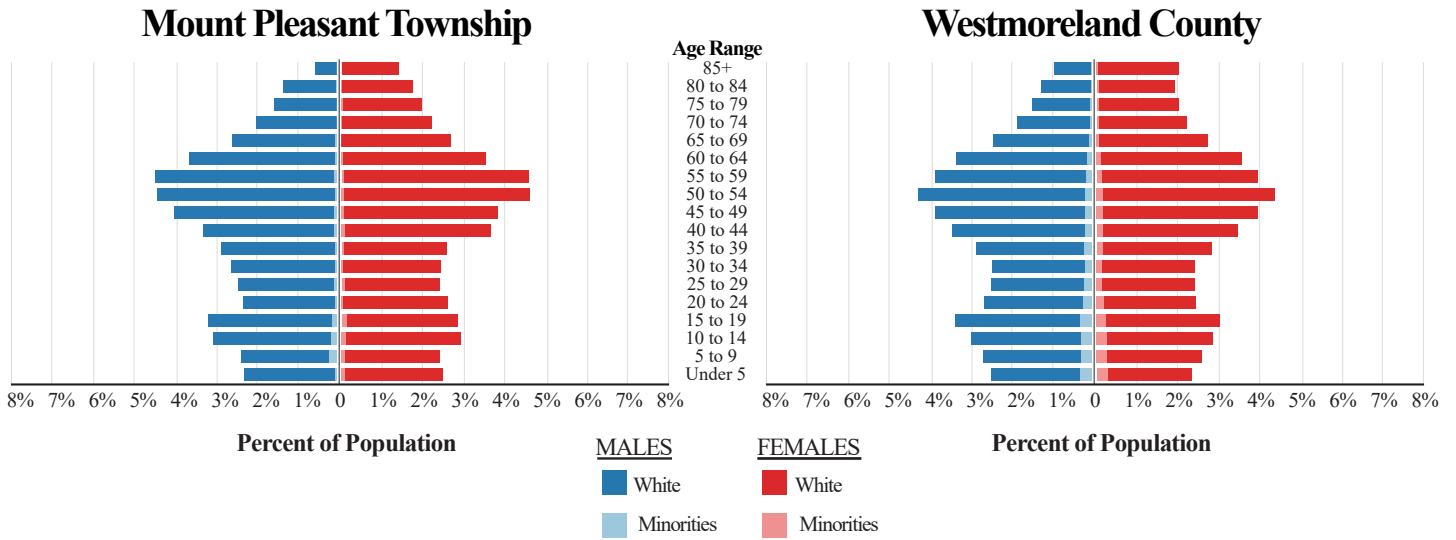 Mount Pleasant Township
Westmoreland County
Age Range
85+
80 to 84
75 to 79
70 to 74
65 to 69
60 to 64
55 to 59
50 to 54
45 to 49
40 to 44
35 to 39
30 to 34
25 to 29
20 to 24
15 to 19
10 to 14
5 to 9
Under 5
8% 7% 6% 5% 4% 3% 2% 1% 0 1% 2% 3% 4% 5% 6% 7% 8%
8% 7% 6% 5% 4% 3% 2% 1% 0 1% 2% 3% 4% 5% 6% 7% 8%
Percent of Population
Percent of Population
MALES
White
Minorities
FEMALES
White
Minorities